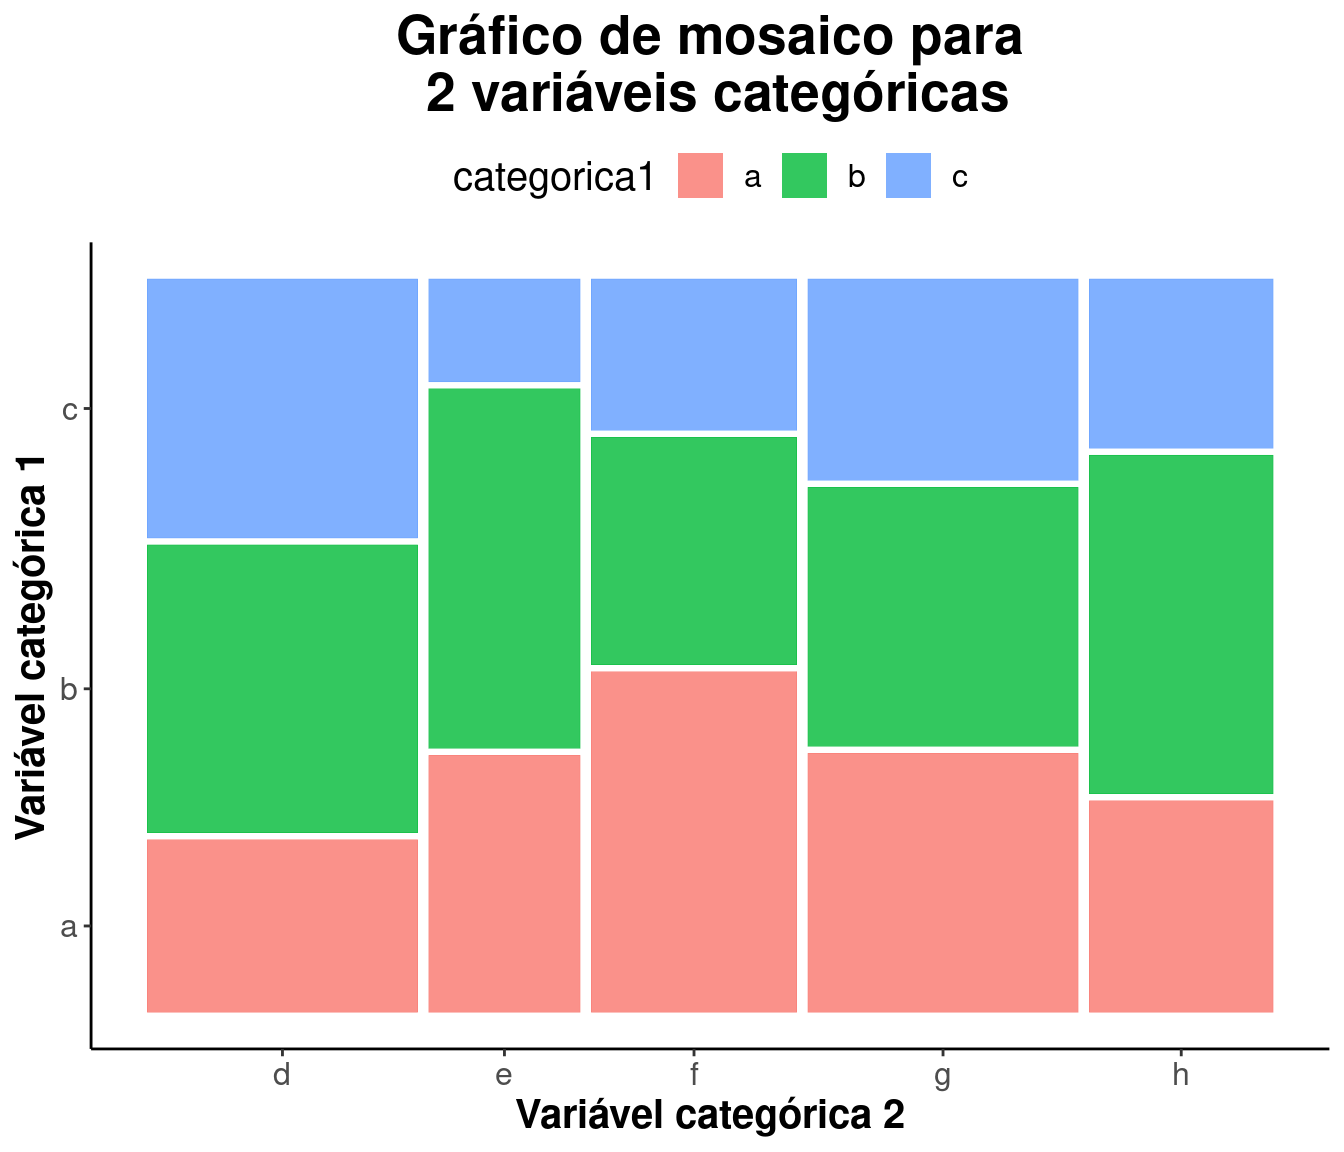 Gráfico de mosaico para
2 variáveis categóricas
categorica1 a b c
Variável categórica 1
c
b
a
d e f g h
Variável categórica 2